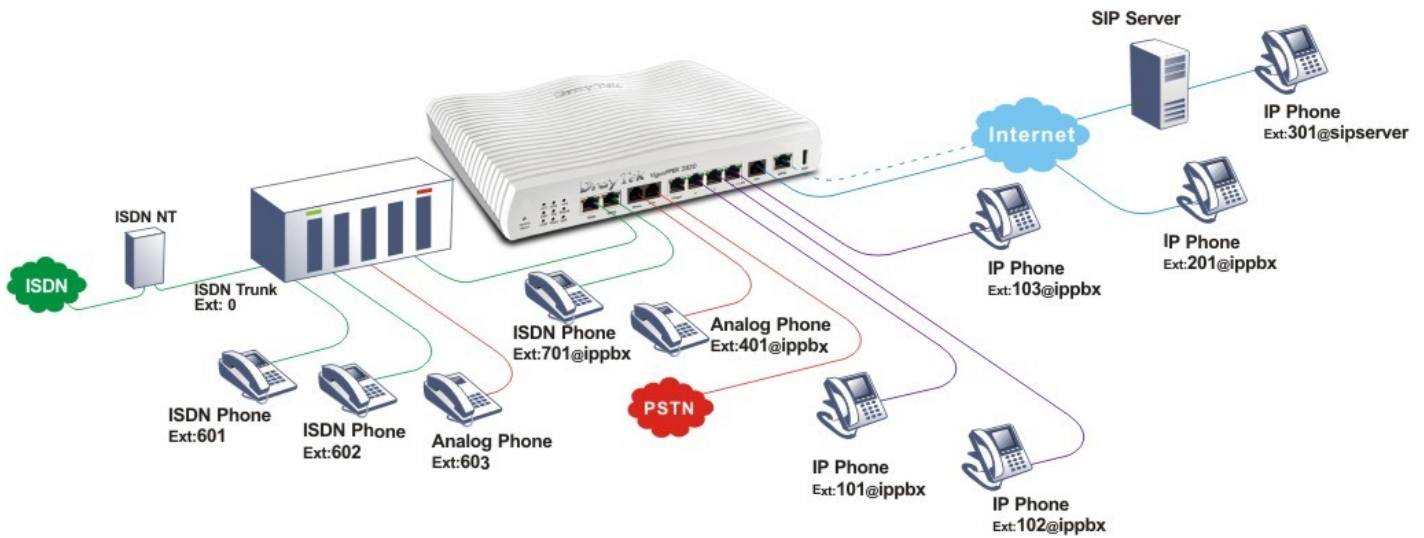 SIP Server
IP Phone
Ext:301@sipserver
Internet
DrayTek
VigorIPPBX 2820
ISDN NT
ISDN
ISDN Trunk
Ext: 0
IP Phone
Ext:201@ippbx
IP Phone
Ext:103@ippbx
ISDN Phone
Ext:701@ippbx
Analog Phone
Ext:401@ippbx
PSTN
ISDN Phone
Ext:601
ISDN Phone
Ext:602
Analog Phone
Ext:603
IP Phone
Ext:101@ippbx
IP Phone
Ext:102@ippbx